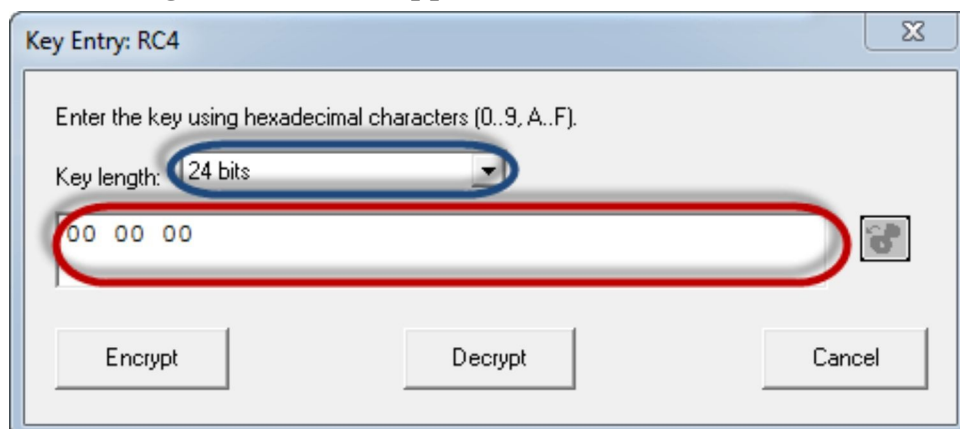 Key Entry: RC4
Enter the key using hexadecimal characters (0..9, A..F).
Key length: 24 bits
00 00 00
Encrypt Decrypt Cancel